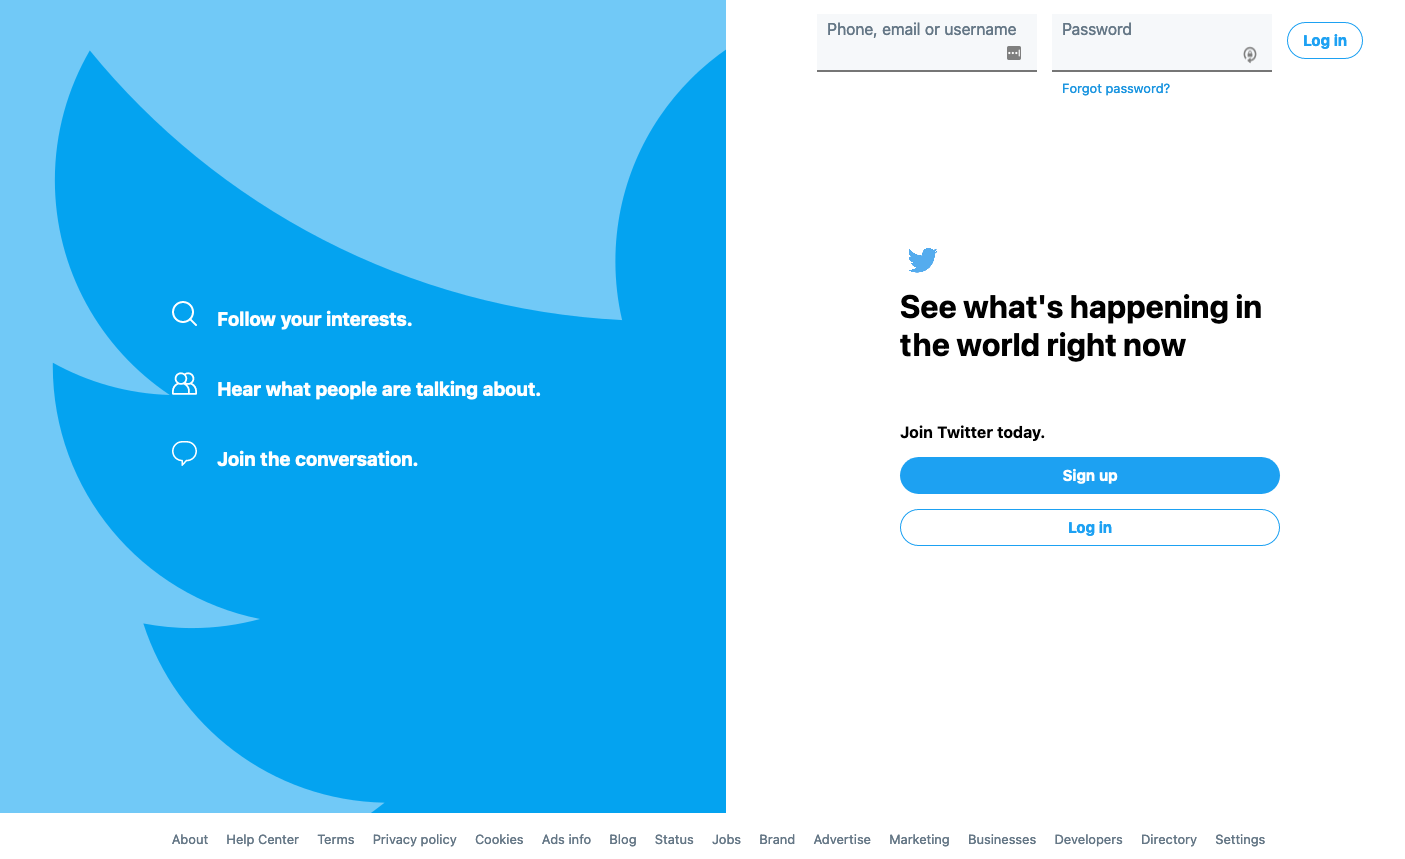 Phone, email or username
Password
Log in
Forgot password?
Follow your interests.
Hear what people are talking about.
Join the conversation.
See what's happening in
the world right now
Join Twitter today.
Sign up
Log in
About Help Center Terms Privacy policy Cookies Ads info Blog Status Jobs Brand Advertise Marketing Businesses Developers Directory Settings